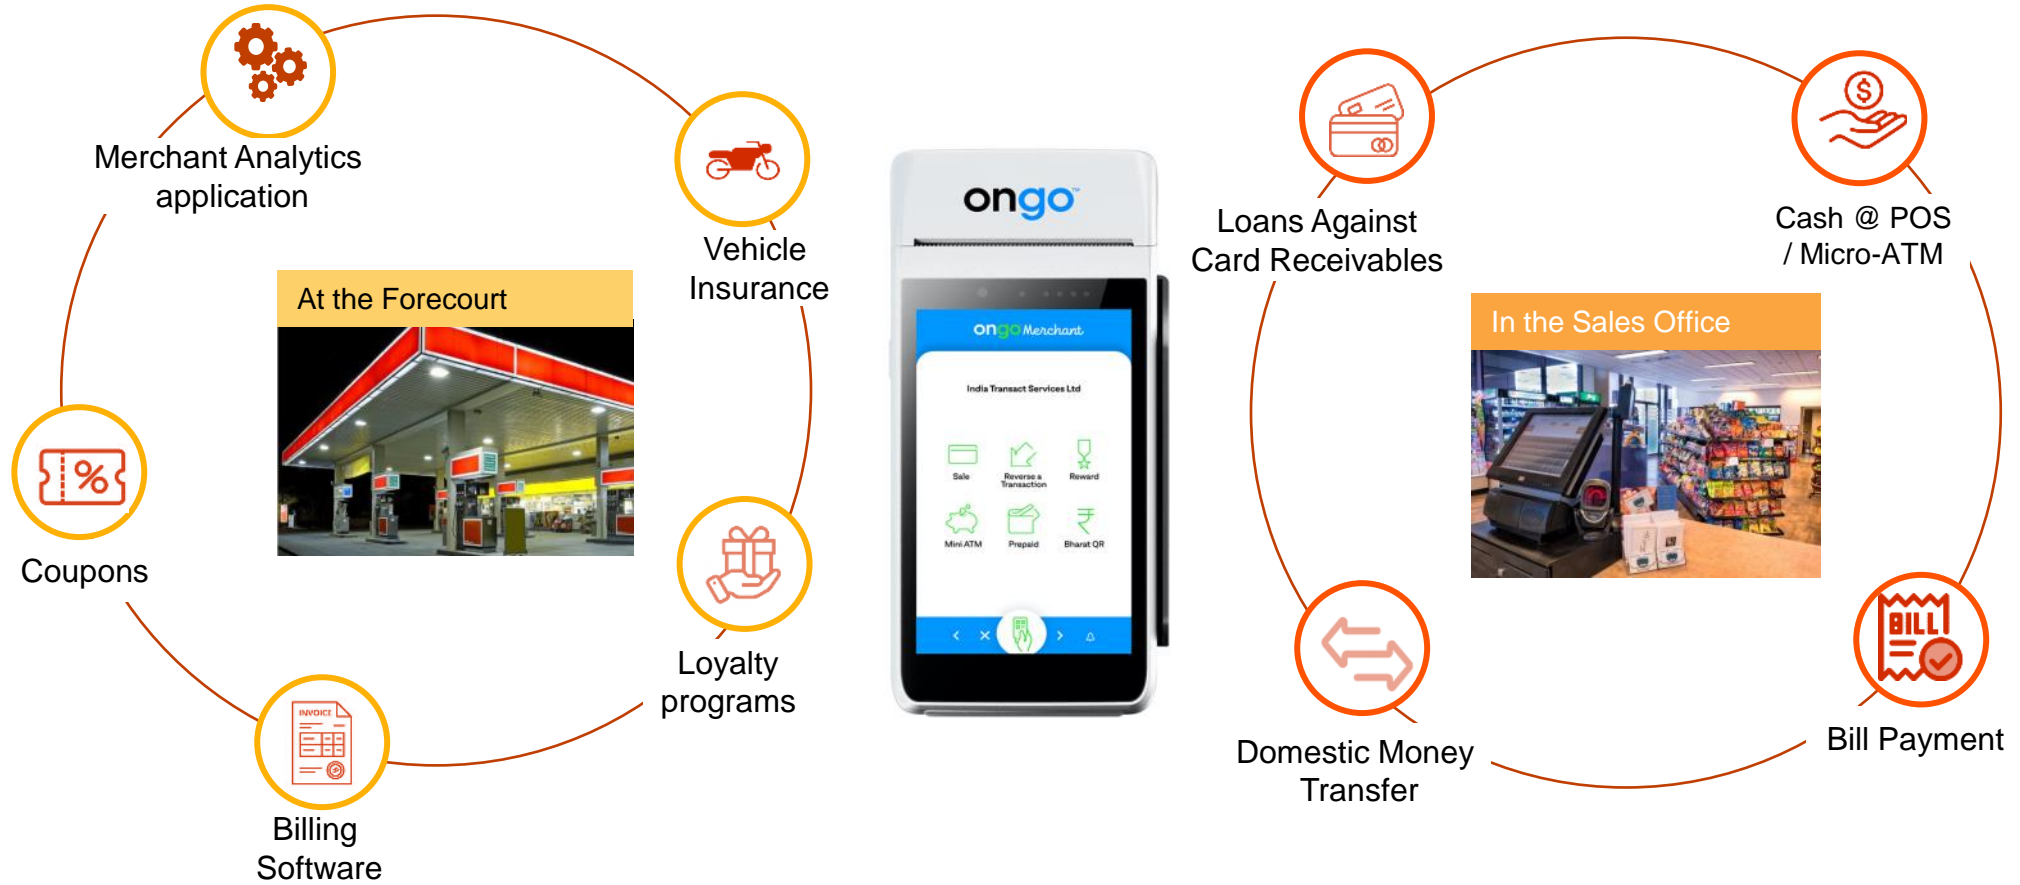 Merchant Analytics
application
Vehicle
Insurance
At the Forecourt
Coupons
Loyalty
programs
INVOICE
Billing
Software
ongo™
ongo Merchant
India Transact Services Ltd
Sale
Reverse a
Transaction
Reward
Mini ATM
Prepaid
Bharat QR
Loans Against
Card Receivables
Cash @ POS
/ Micro-ATM
In the Sales Office
Domestic Money
Transfer
BILL
Bill Payment